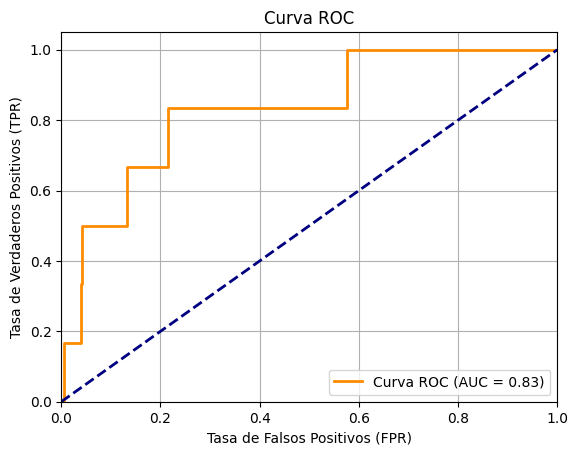 Curva ROC
1.0
0.8
0.6
0.4
0.2
0.0
Tasa de Verdaderos Positivos (TPR)
Curva ROC (AUC = 0.83)
0.0 0.2 0.4 0.6 0.8 1.0
Tasa de Falsos Positivos (FPR)